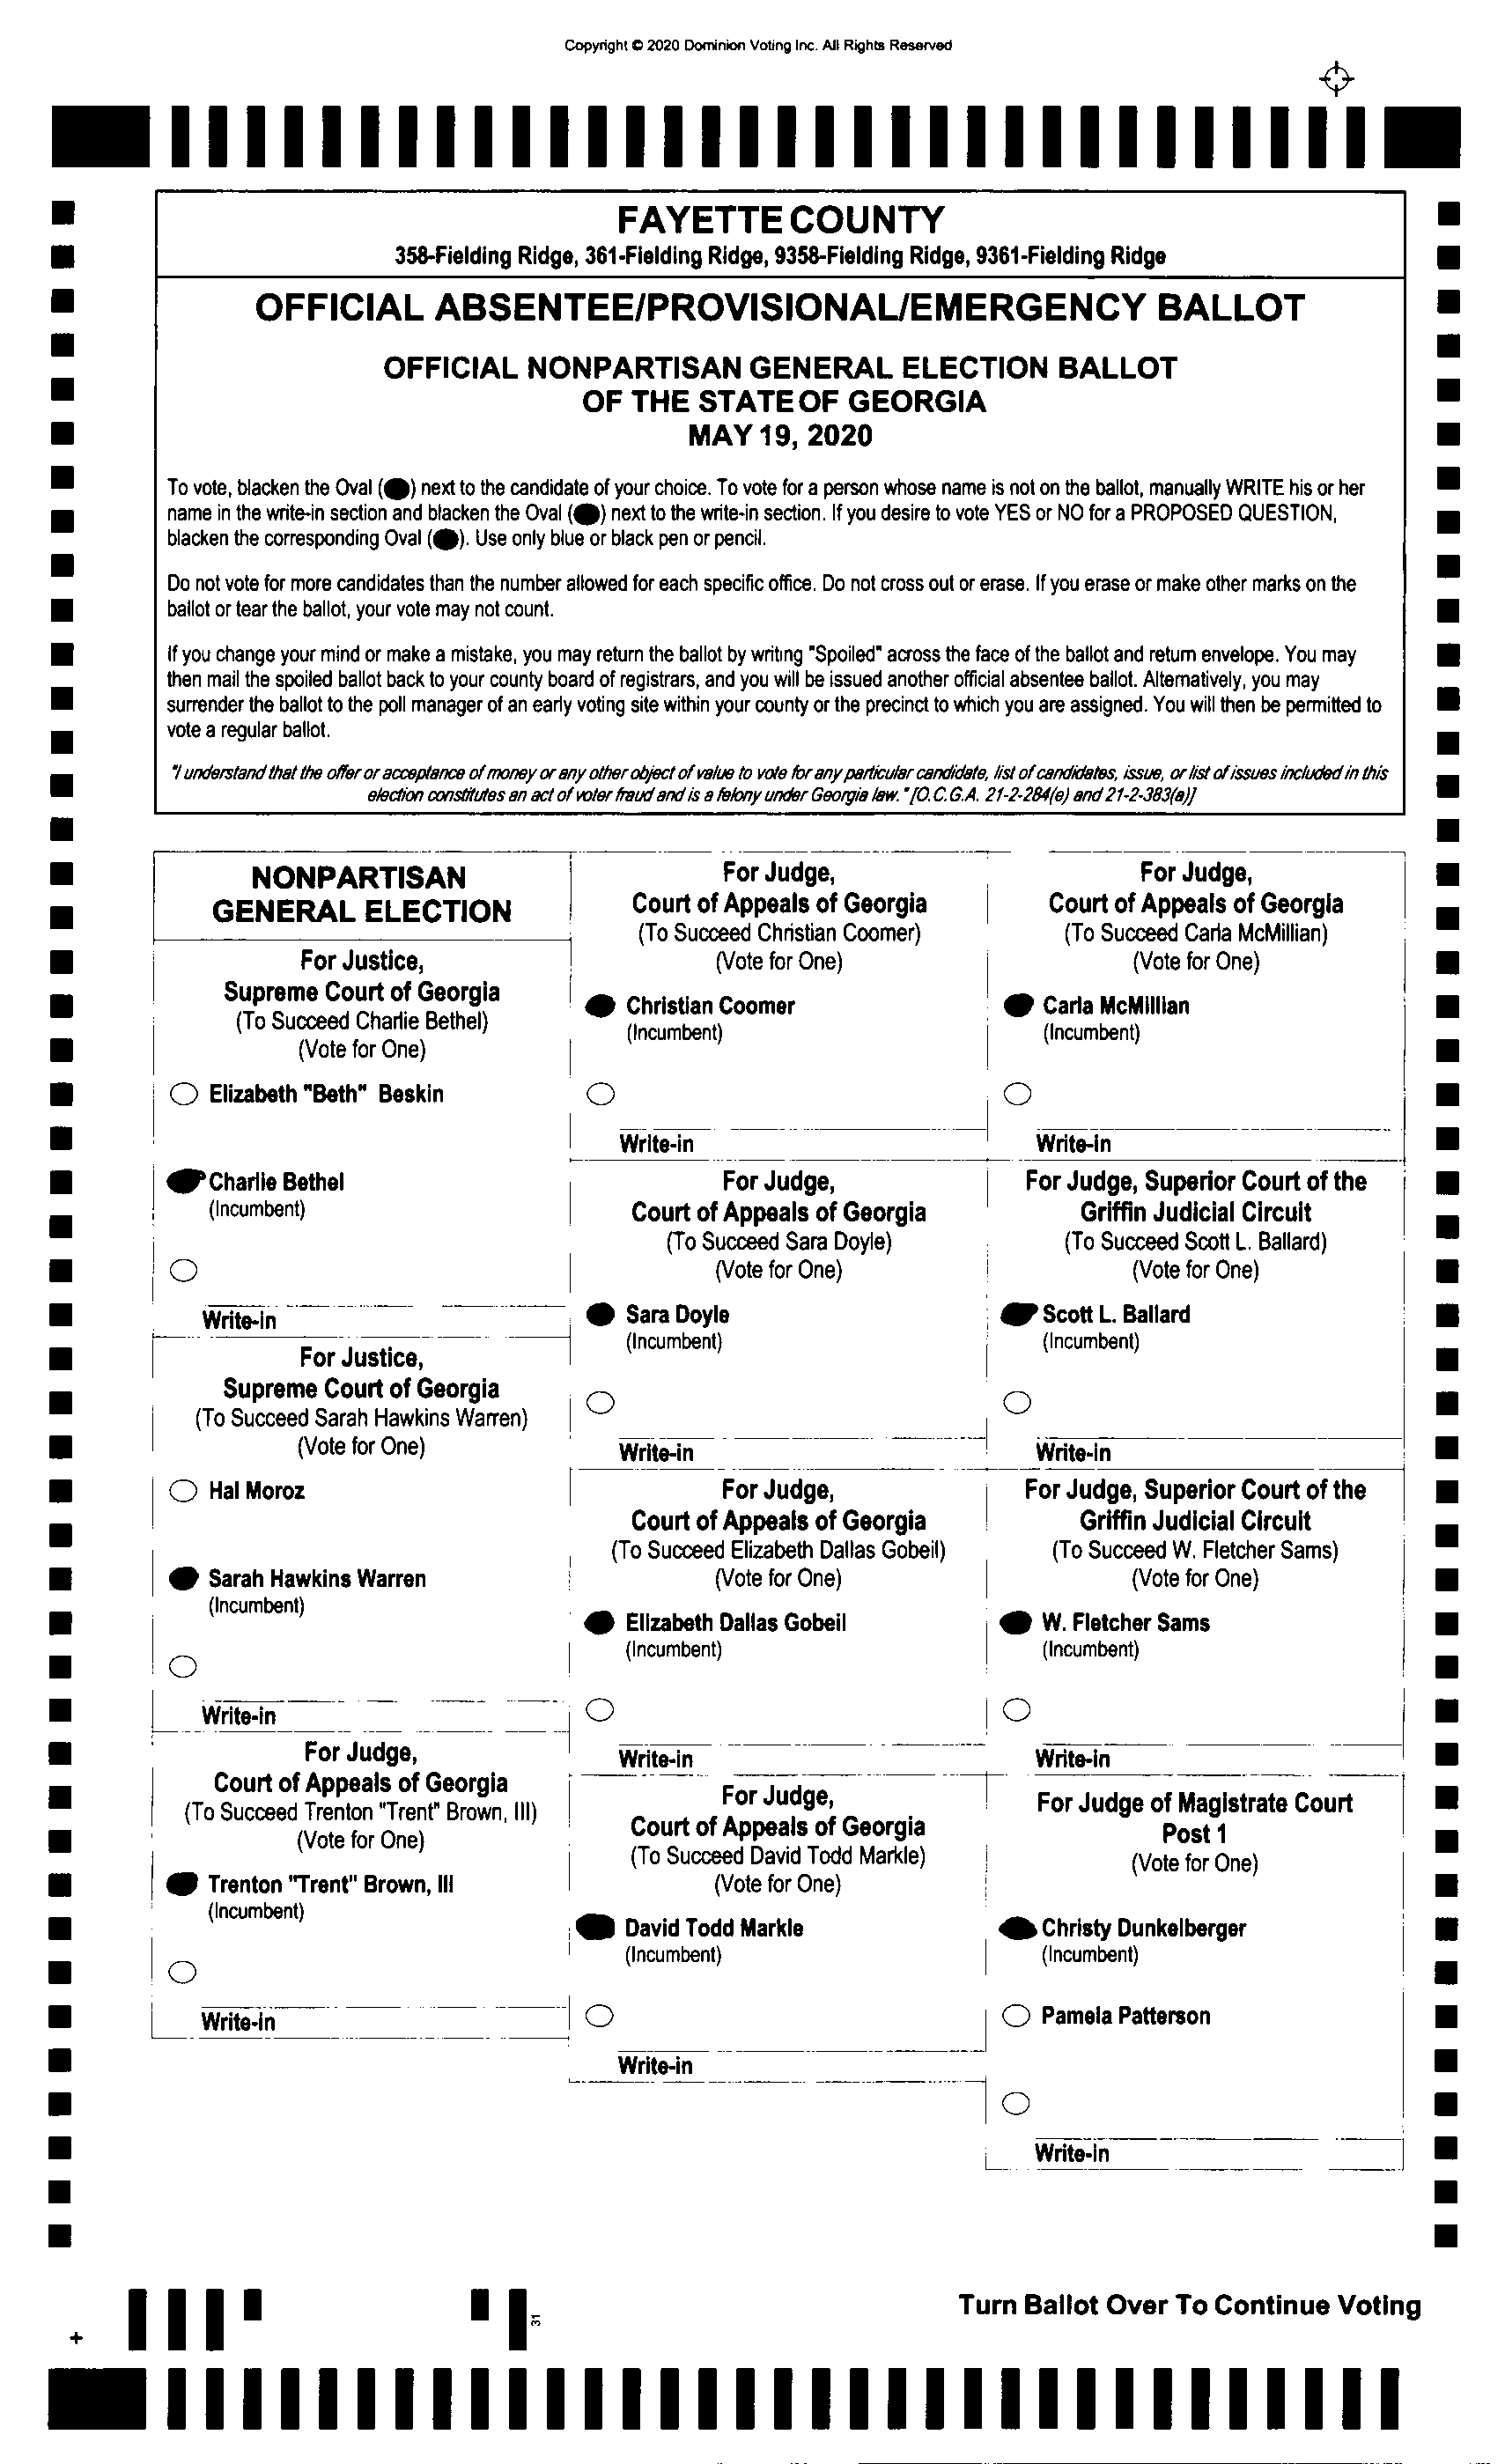 Copyright © 2020 Dominion Voting Inc. All Rights Reserved
FAYETTE COUNTY
358-Fielding Ridge, 361-Fielding Ridge, 9358-Fielding Ridge, 9361-Fielding Ridge
OFFICIAL ABSENTEE/PROVISIONAL/EMERGENCY BALLOT
OFFICIAL NONPARTISAN GENERAL ELECTION BALLOT
OF THE STATE OF GEORGIA
MAY 19, 2020
To vote, blacken the Oval ( ) next to the candidate of your choice. To vote for a person whose name is not on the ballot, manually WRITE his or her
name in the write-in section and blacken the Oval ( ) next to the write-in section. If you desire to vote YES or NO for a PROPOSED QUESTION,
blacken the corresponding Oval ( ). Use only blue or black pen or pencil.
Do not vote for more candidates than the number allowed for each specific office. Do not cross out or erase. If you erase or make other marks on the
ballot or tear the ballot, your vote may not count.
If you change your mind or make a mistake, you may return the ballot by writing "Spoiled" across the face of the ballot and return envelope. You may
then mail the spoiled ballot back to your county board of registrars, and you will be issued another official absentee ballot. Alternatively, you may
surrender the ballot to the poll manager of an early voting site within your county or the precinct to which you are assigned. You will then be permitted to
vote a regular ballot.
"I understand that the offer or acceptance of money or any other object of value to vote for any particular candidate, list of candidates, issue, or list of issues included in this
election constitutes an act of voter fraud and is a felony under Georgia law." [O.C.G.A. 21-2-284(e) and 21-2-383(a)]
NONPARTISAN
GENERAL ELECTION
For Justice,
Supreme Court of Georgia
(To Succeed Charlie Bethel)
(Vote for One)
Elizabeth "Beth" Beskin
Charlie Bethel
(Incumbent)
Write-in
For Justice,
Supreme Court of Georgia
(To Succeed Sarah Hawkins Warren)
(Vote for One)
Hal Moroz
Sarah Hawkins Warren
(Incumbent)
Write-in
For Judge,
Court of Appeals of Georgia
(To Succeed Trenton "Trent" Brown, III)
(Vote for One)
Trenton "Trent" Brown, III
(Incumbent)
Write-in
For Judge,
Court of Appeals of Georgia
(To Succeed Christian Coomer)
(Vote for One)
Christian Coomer
(Incumbent)
Write-in
For Judge,
Court of Appeals of Georgia
(To Succeed Sara Doyle)
(Vote for One)
Sara Doyle
(Incumbent)
Write-in
For Judge,
Court of Appeals of Georgia
(To Succeed Elizabeth Dallas Gobeil)
(Vote for One)
Elizabeth Dallas Gobeil
(Incumbent)
Write-in
For Judge,
Court of Appeals of Georgia
(To Succeed David Todd Markle)
(Vote for One)
David Todd Markle
(Incumbent)
Write-in
For Judge,
Court of Appeals of Georgia
(To Succeed Carla McMillian)
(Vote for One)
Carla McMillian
(Incumbent)
Write-in
For Judge, Superior Court of the
Griffin Judicial Circuit
(To Succeed Scott L. Ballard)
(Vote for One)
Scott L. Ballard
(Incumbent)
Write-in
For Judge, Superior Court of the
Griffin Judicial Circuit
(To Succeed W. Fletcher Sams)
(Vote for One)
W. Fletcher Sams
(Incumbent)
Write-in
For Judge of Magistrate Court
Post 1
(Vote for One)
Christy Dunkelberger
(Incumbent)
Pamela Patterson
Write-in
Turn Ballot Over To Continue Voting
31